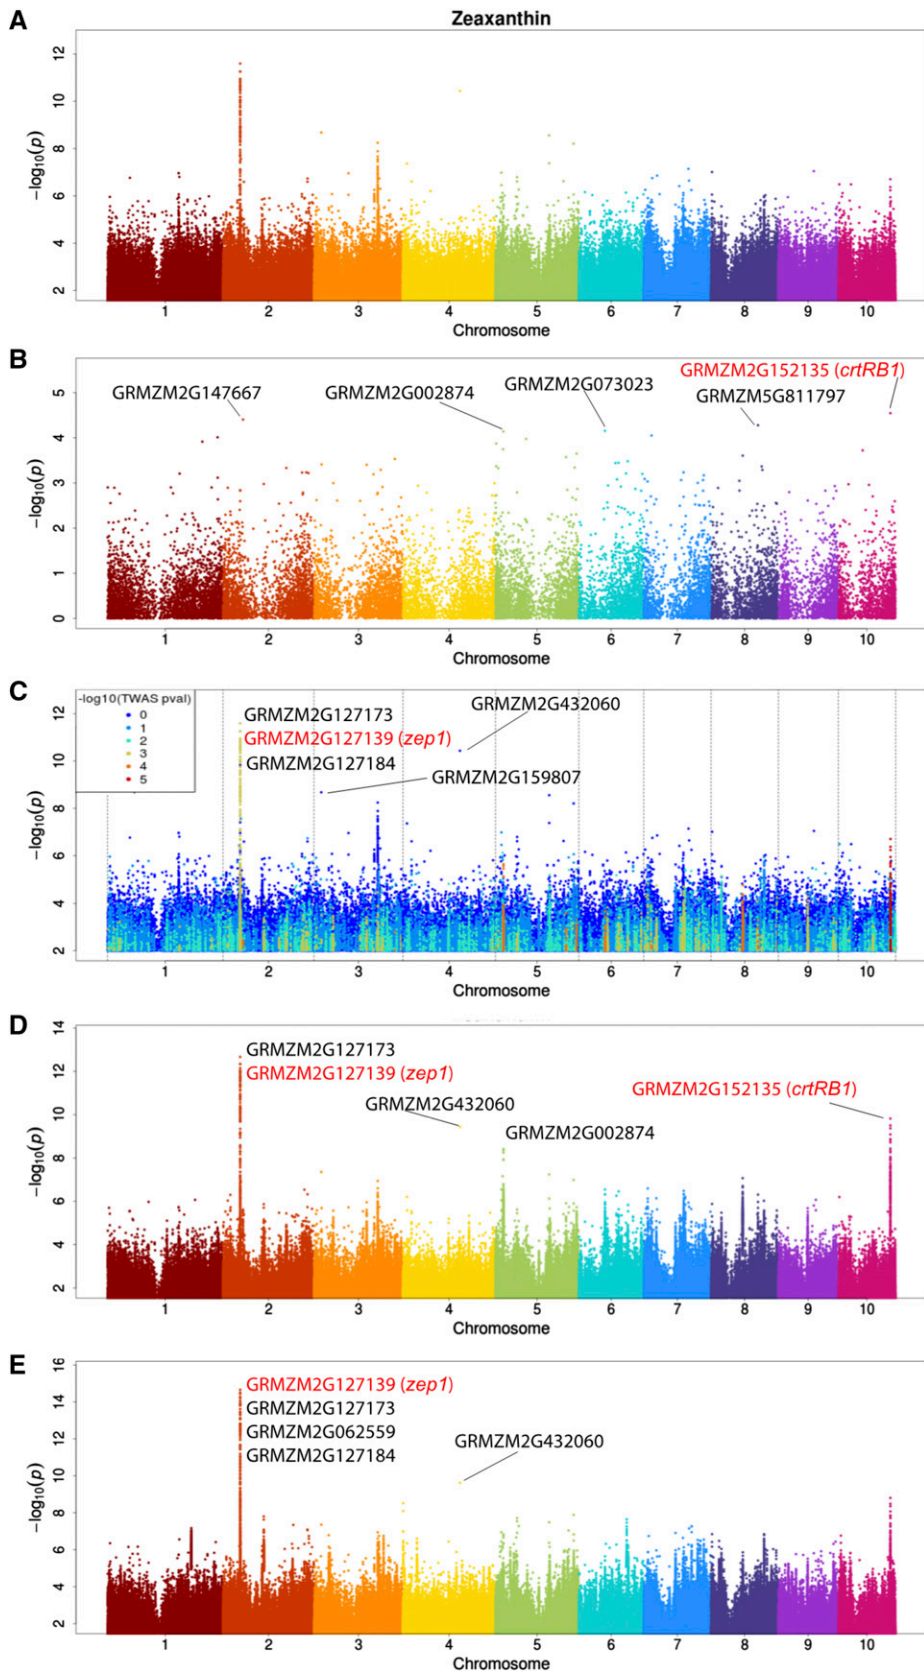 A
Zeaxanthin
−log10(p)
12
10
8
6
4
2
1 2 3 4 5 6 7 8 9 10
Chromosome
B
GRMZM2G147667
GRMZM2G002874
GRMZM2G073023
GRMZM2G152135 (crtRB1)
GRMZM5G811797
−log10(p)
5
4
3
2
1
0
1 2 3 4 5 6 7 8 9 10
Chromosome
C
-log10(TWAS pval)
0
1
2
3
4
5
GRMZM2G127173
GRMZM2G127139 (zep1)
GRMZM2G127184
GRMZM2G432060
GRMZM2G159807
−log10(p)
12
10
8
6
4
2
1 2 3 4 5 6 7 8 9 10
Chromosome
D
GRMZM2G127173
GRMZM2G127139 (zep1)
GRMZM2G432060
GRMZM2G002874
GRMZM2G152135 (crtRB1)
−log10(p)
14
12
10
8
6
4
2
1 2 3 4 5 6 7 8 9 10
Chromosome
E
GRMZM2G127139 (zep1)
GRMZM2G127173
GRMZM2G062559
GRMZM2G127184
GRMZM2G432060
−log10(p)
16
14
12
10
8
6
4
2
1 2 3 4 5 6 7 8 9 10
Chromosome